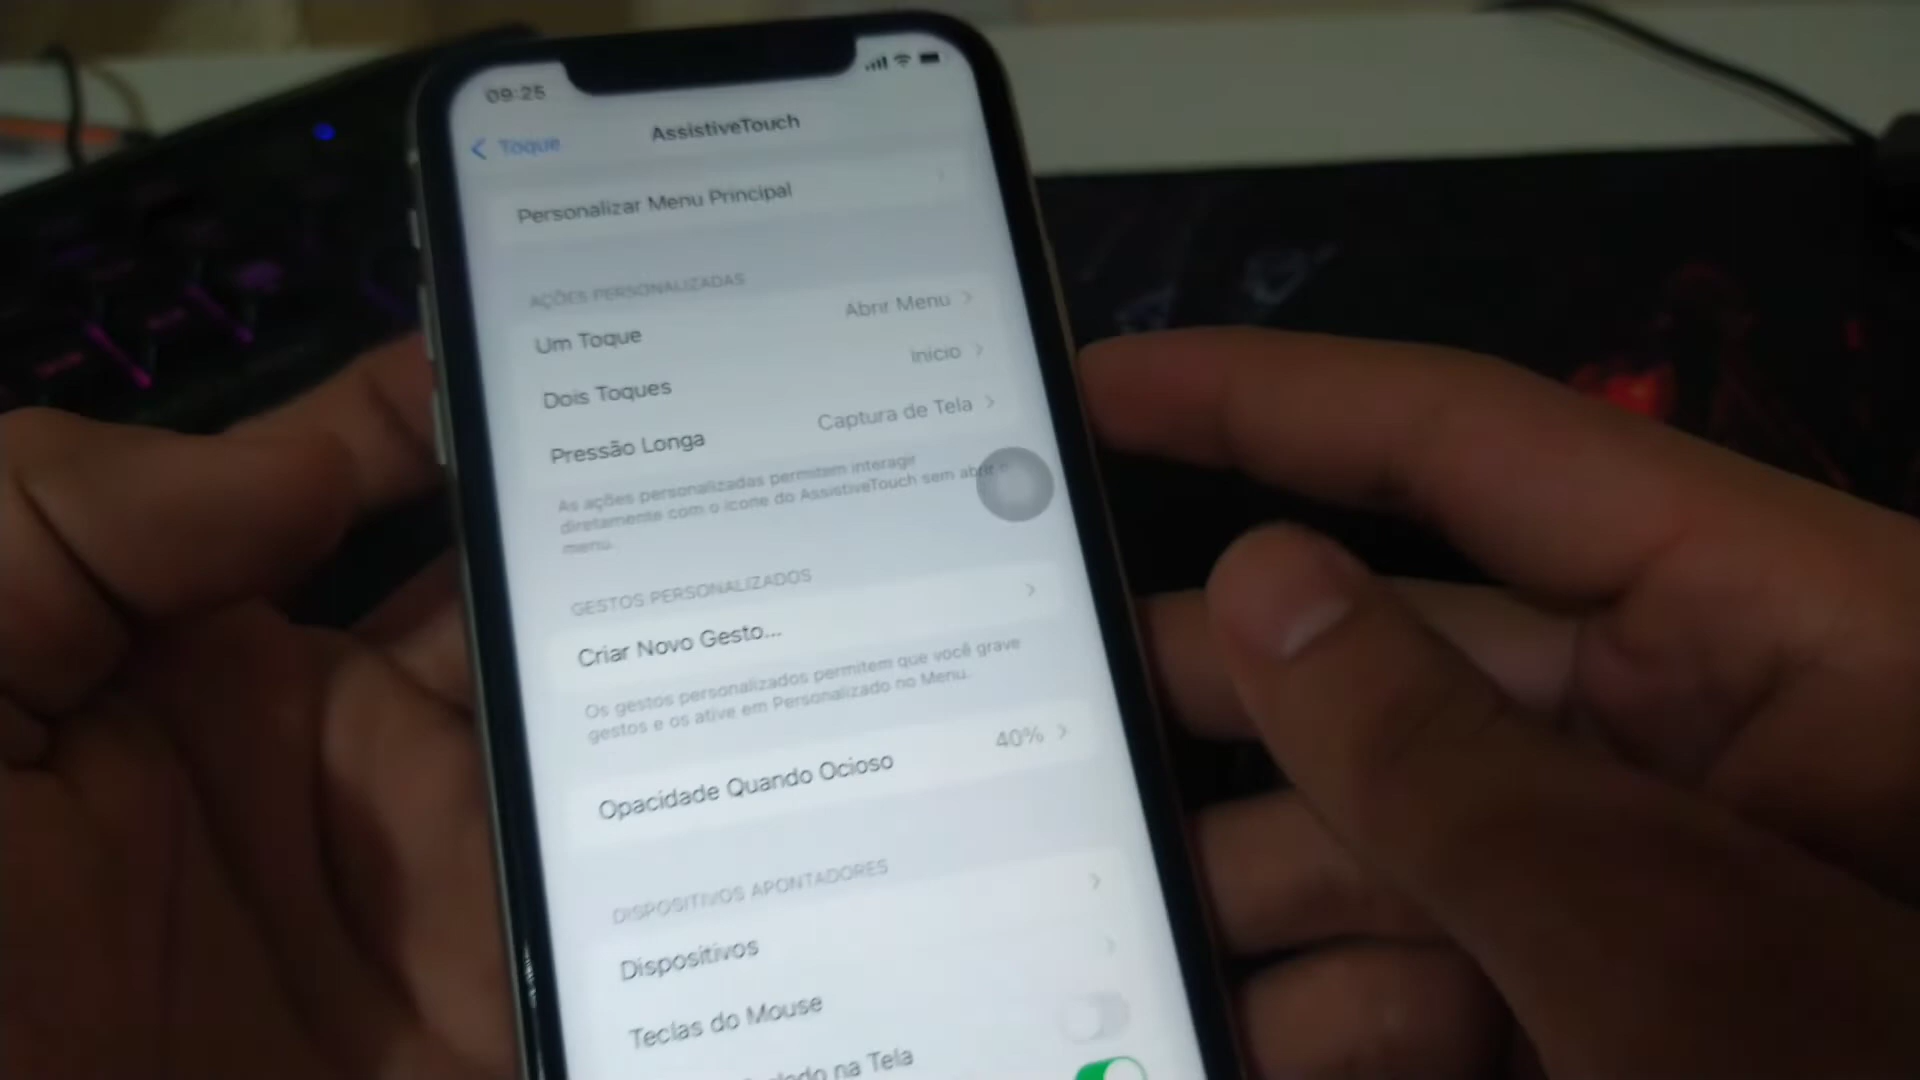 09:25
Toque
AssistiveTouch
Personalizar Menu Principal
AÇÕES PERSONALIZADAS
Um Toque Abrir Menu
Dois Toques Início
Pressão Longa Captura de Tela
As ações personalizadas permitem interagir
diretamente com o ícone do AssistiveTouch sem abrir o
menu.
GESTOS PERSONALIZADOS
Criar Novo Gesto...
Os gestos personalizados permitem que você grave
gestos e os ative em Personalizado no Menu.
Opacidade Quando Ocioso 40%
DISPOSITIVOS APONTADORES
Dispositivos
Teclas do Mouse
na Tela